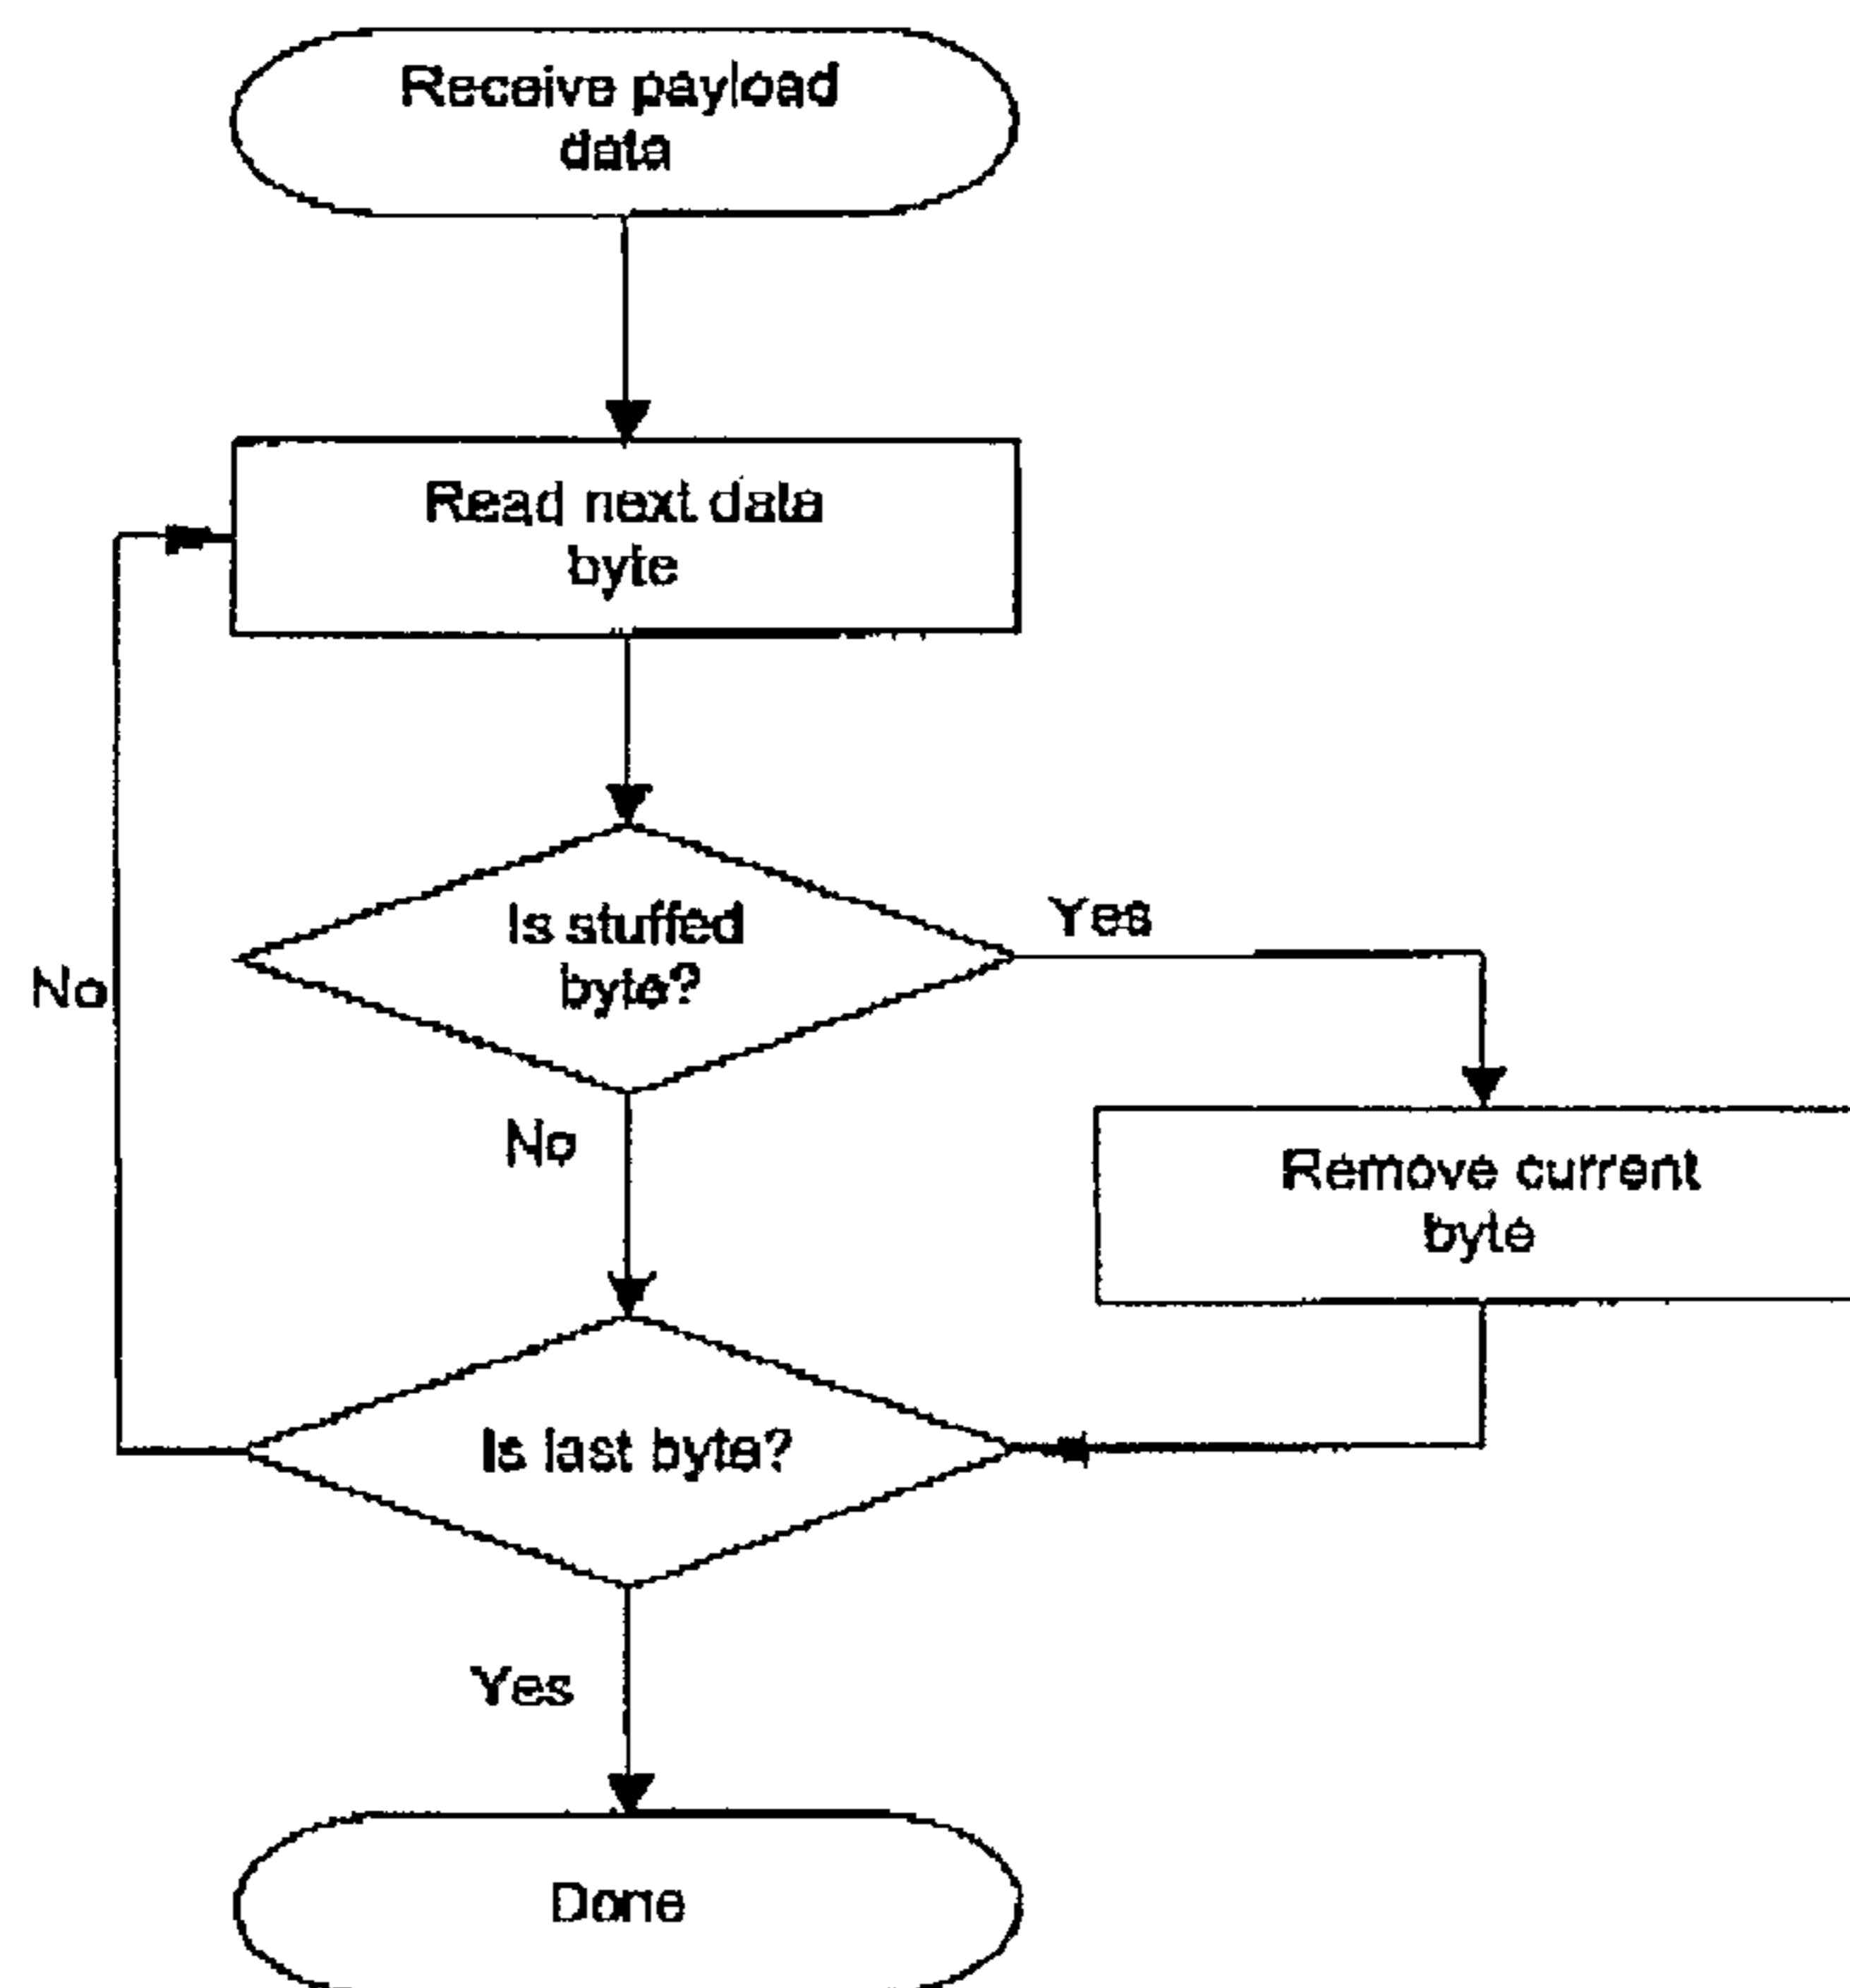 Receive payload
data
Read next data
byte
Is stuffed
byte?
Yes
No
No
Remove current
byte
Is last byte?
Yes
Done